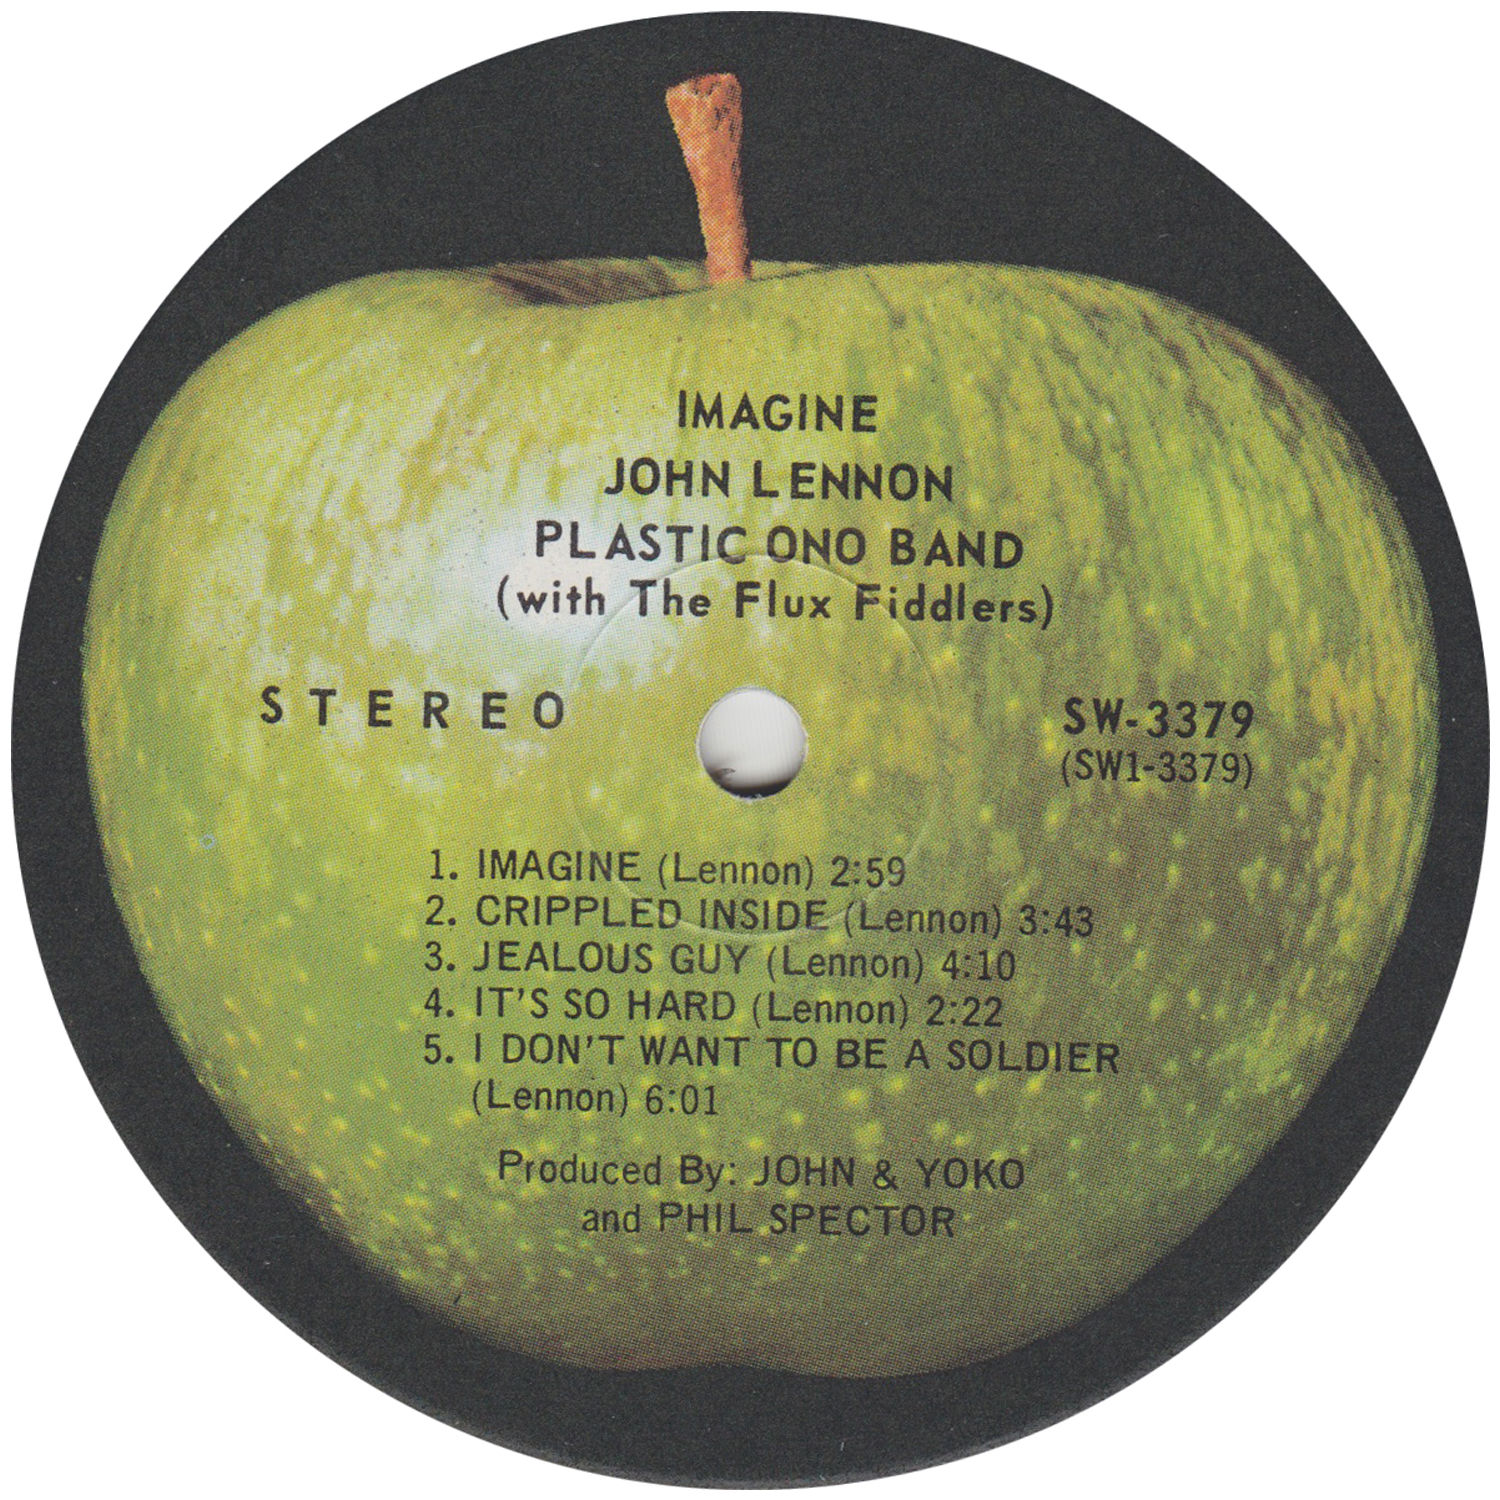 IMAGINE
JOHN LENNON
PLASTIC ONO BAND
(with The Flux Fiddlers)
STEREO
SW-3379
(SW1-3379)
1. IMAGINE (Lennon) 2:59
2. CRIPPLED INSIDE (Lennon) 3:43
3. JEALOUS GUY (Lennon) 4:10
4. IT'S SO HARD (Lennon) 2:22
5. I DON'T WANT TO BE A SOLDIER
(Lennon) 6:01
Produced By: JOHN & YOKO
and PHIL SPECTOR